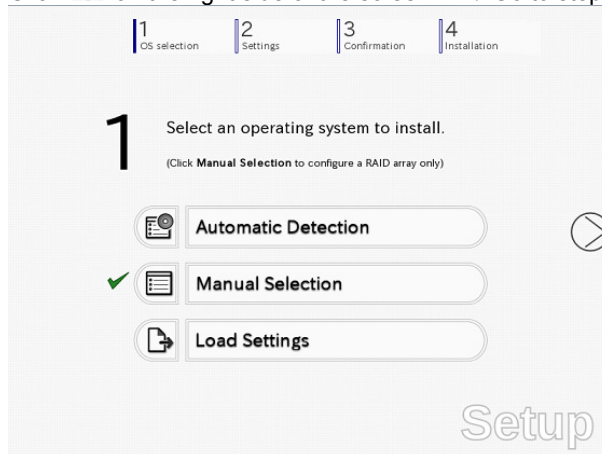 1
OS selection
2
Settings
3
Confirmation
4
Installation
1
Select an operating system to install.
(Click Manual Selection to configure a RAID array only)
Automatic Detection
Manual Selection
Load Settings
Setup